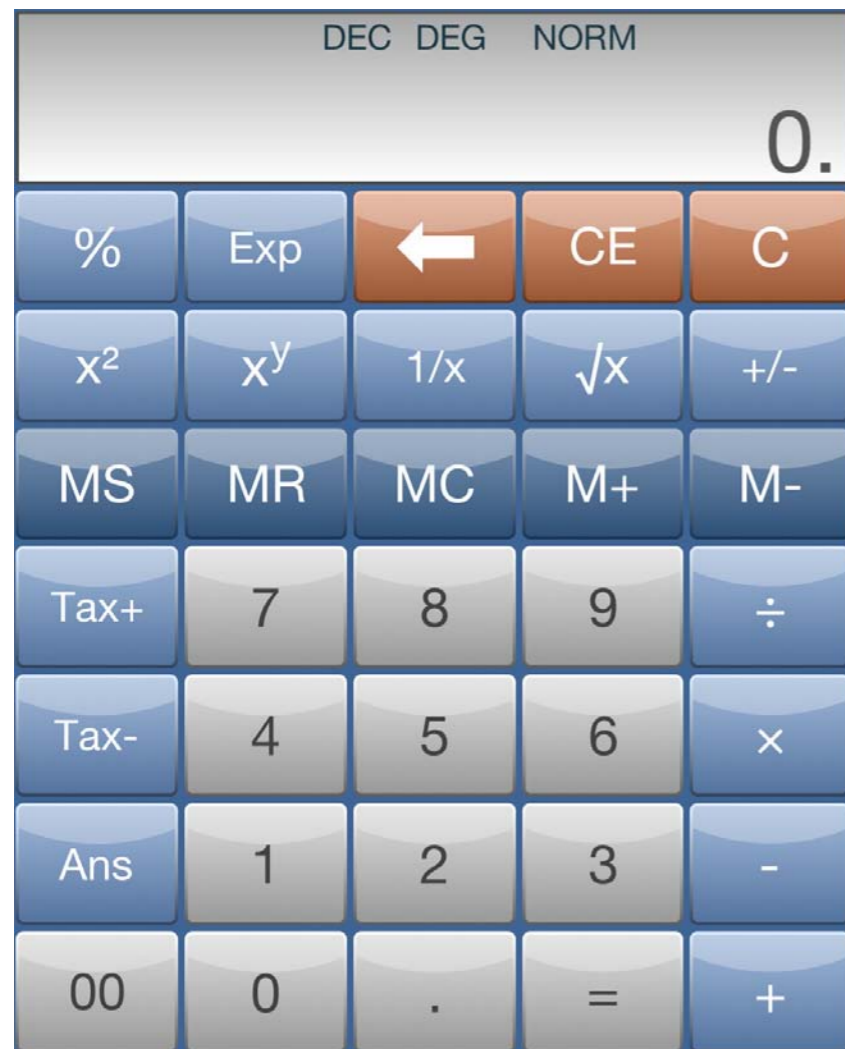 DEC DEG NORM
0.
% Exp CE C
x² xʸ 1/x √x +/-
MS MR MC M+ M-
Tax+ 7 8 9 ÷
Tax- 4 5 6 ×
Ans 1 2 3 -
00 0 . = +